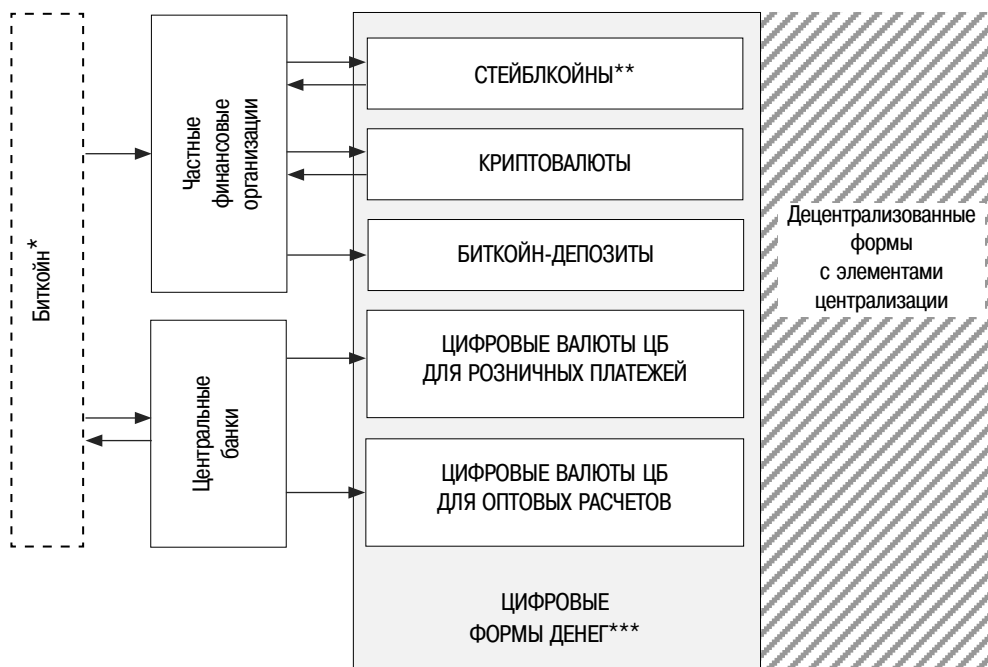 Биткойн*
Частные
финансовые
организации
Центральные
банки
СТЕЙБЛКОЙНЫ**
КРИПТОВАЛЮТЫ
БИТКОЙН-ДЕПОЗИТЫ
ЦИФРОВЫЕ ВАЛЮТЫ ЦБ
ДЛЯ РОЗНИЧНЫХ ПЛАТЕЖЕЙ
ЦИФРОВЫЕ ВАЛЮТЫ ЦБ
ДЛЯ ОПТОВЫХ РАСЧЕТОВ
ЦИФРОВЫЕ
ФОРМЫ ДЕНЕГ***
Децентрализованные
формы
с элементами
централизации